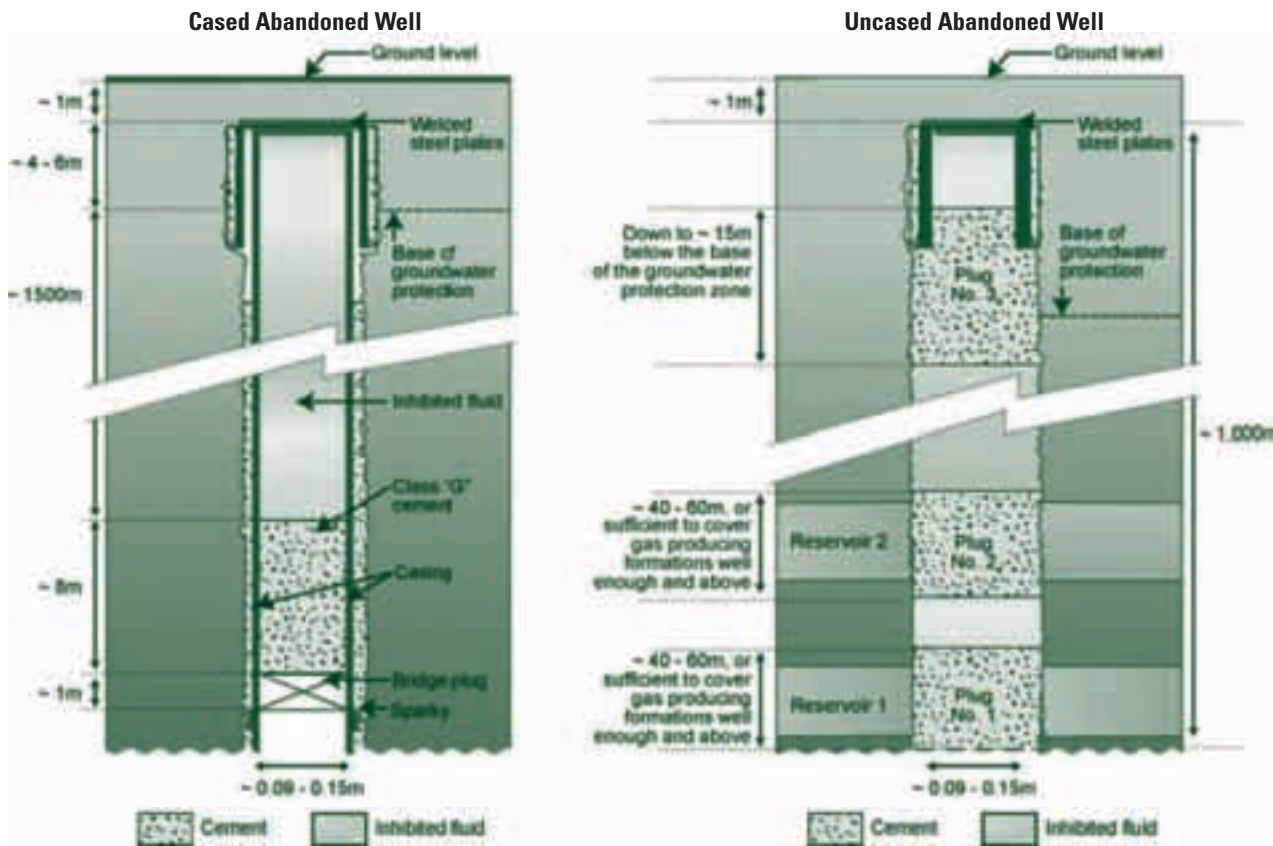 Cased Abandoned Well
Ground level
~ 1m
Welded
steel plates
~ 4 - 6m
Base of
groundwater
protection
~ 1500m
Inhibited fluid
Class "G"
cement
Casing
~ 8m
Bridge plug
~ 1m
~ 0.09 - 0.15m
Cement
Inhibited fluid
Uncased Abandoned Well
Ground level
~ 1m
Welded
steel plates
Down to ~ 15m
below the base
of the groundwater
protection zone
Base of
groundwater
protection
Plug
No. 3
~ 1.000m
~ 40 - 60m, or
sufficient to cover
gas producing
formations well
enough and above
Reservoir 2
Plug
No. 2
~ 40 - 60m, or
sufficient to cover
gas producing
formations well
enough and above
Reservoir 1
Plug
No. 1
~ 0.09 - 0.15m
Cement
Inhibited fluid